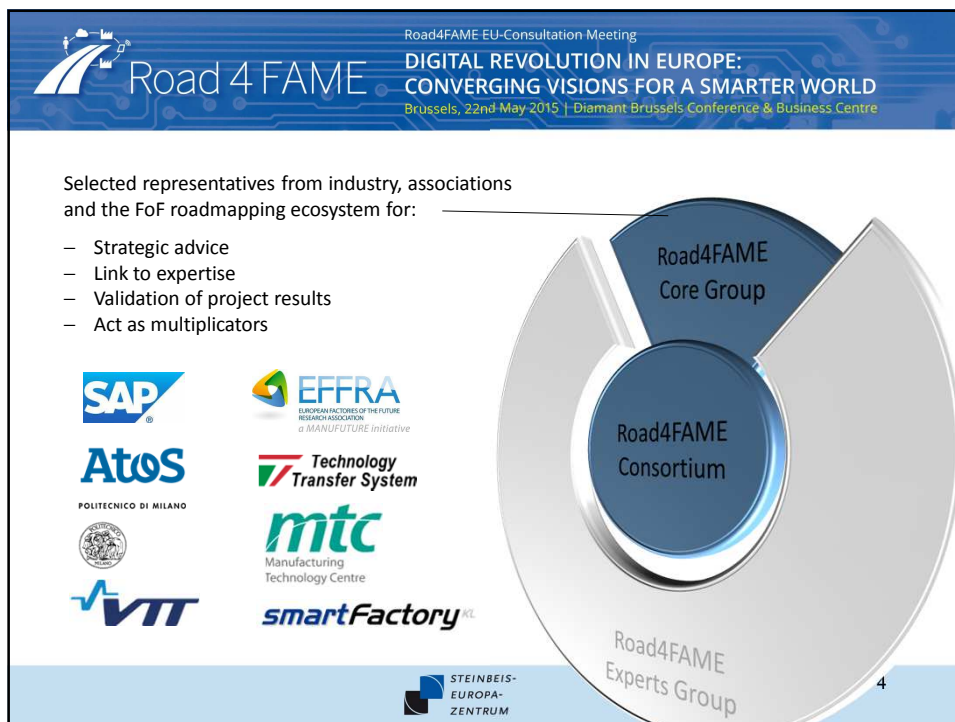 Road4FAME EU-Consultation Meeting
Road 4 FAME
DIGITAL REVOLUTION IN EUROPE:
CONVERGING VISIONS FOR A SMARTER WORLD
Brussels, 22nd May 2015 | Diamant Brussels Conference & Business Centre
Selected representatives from industry, associations
and the FoF roadmapping ecosystem for:
– Strategic advice
– Link to expertise
– Validation of project results
– Act as multiplicators
Road4FAME
Core Group
Road4FAME
Consortium
Road4FAME
Experts Group
SAP®
EFFRA
EUROPEAN FACTORIES OF THE FUTURE
RESEARCH ASSOCIATION
a MANUFUTURE initiative
Atos
Technology
Transfer System
POLITECNICO DI MILANO
POLITECNICO
MILANO
mtc
Manufacturing
Technology Centre
VTT
smartFactory KL
STEINBEIS-
EUROPA-
ZENTRUM
4